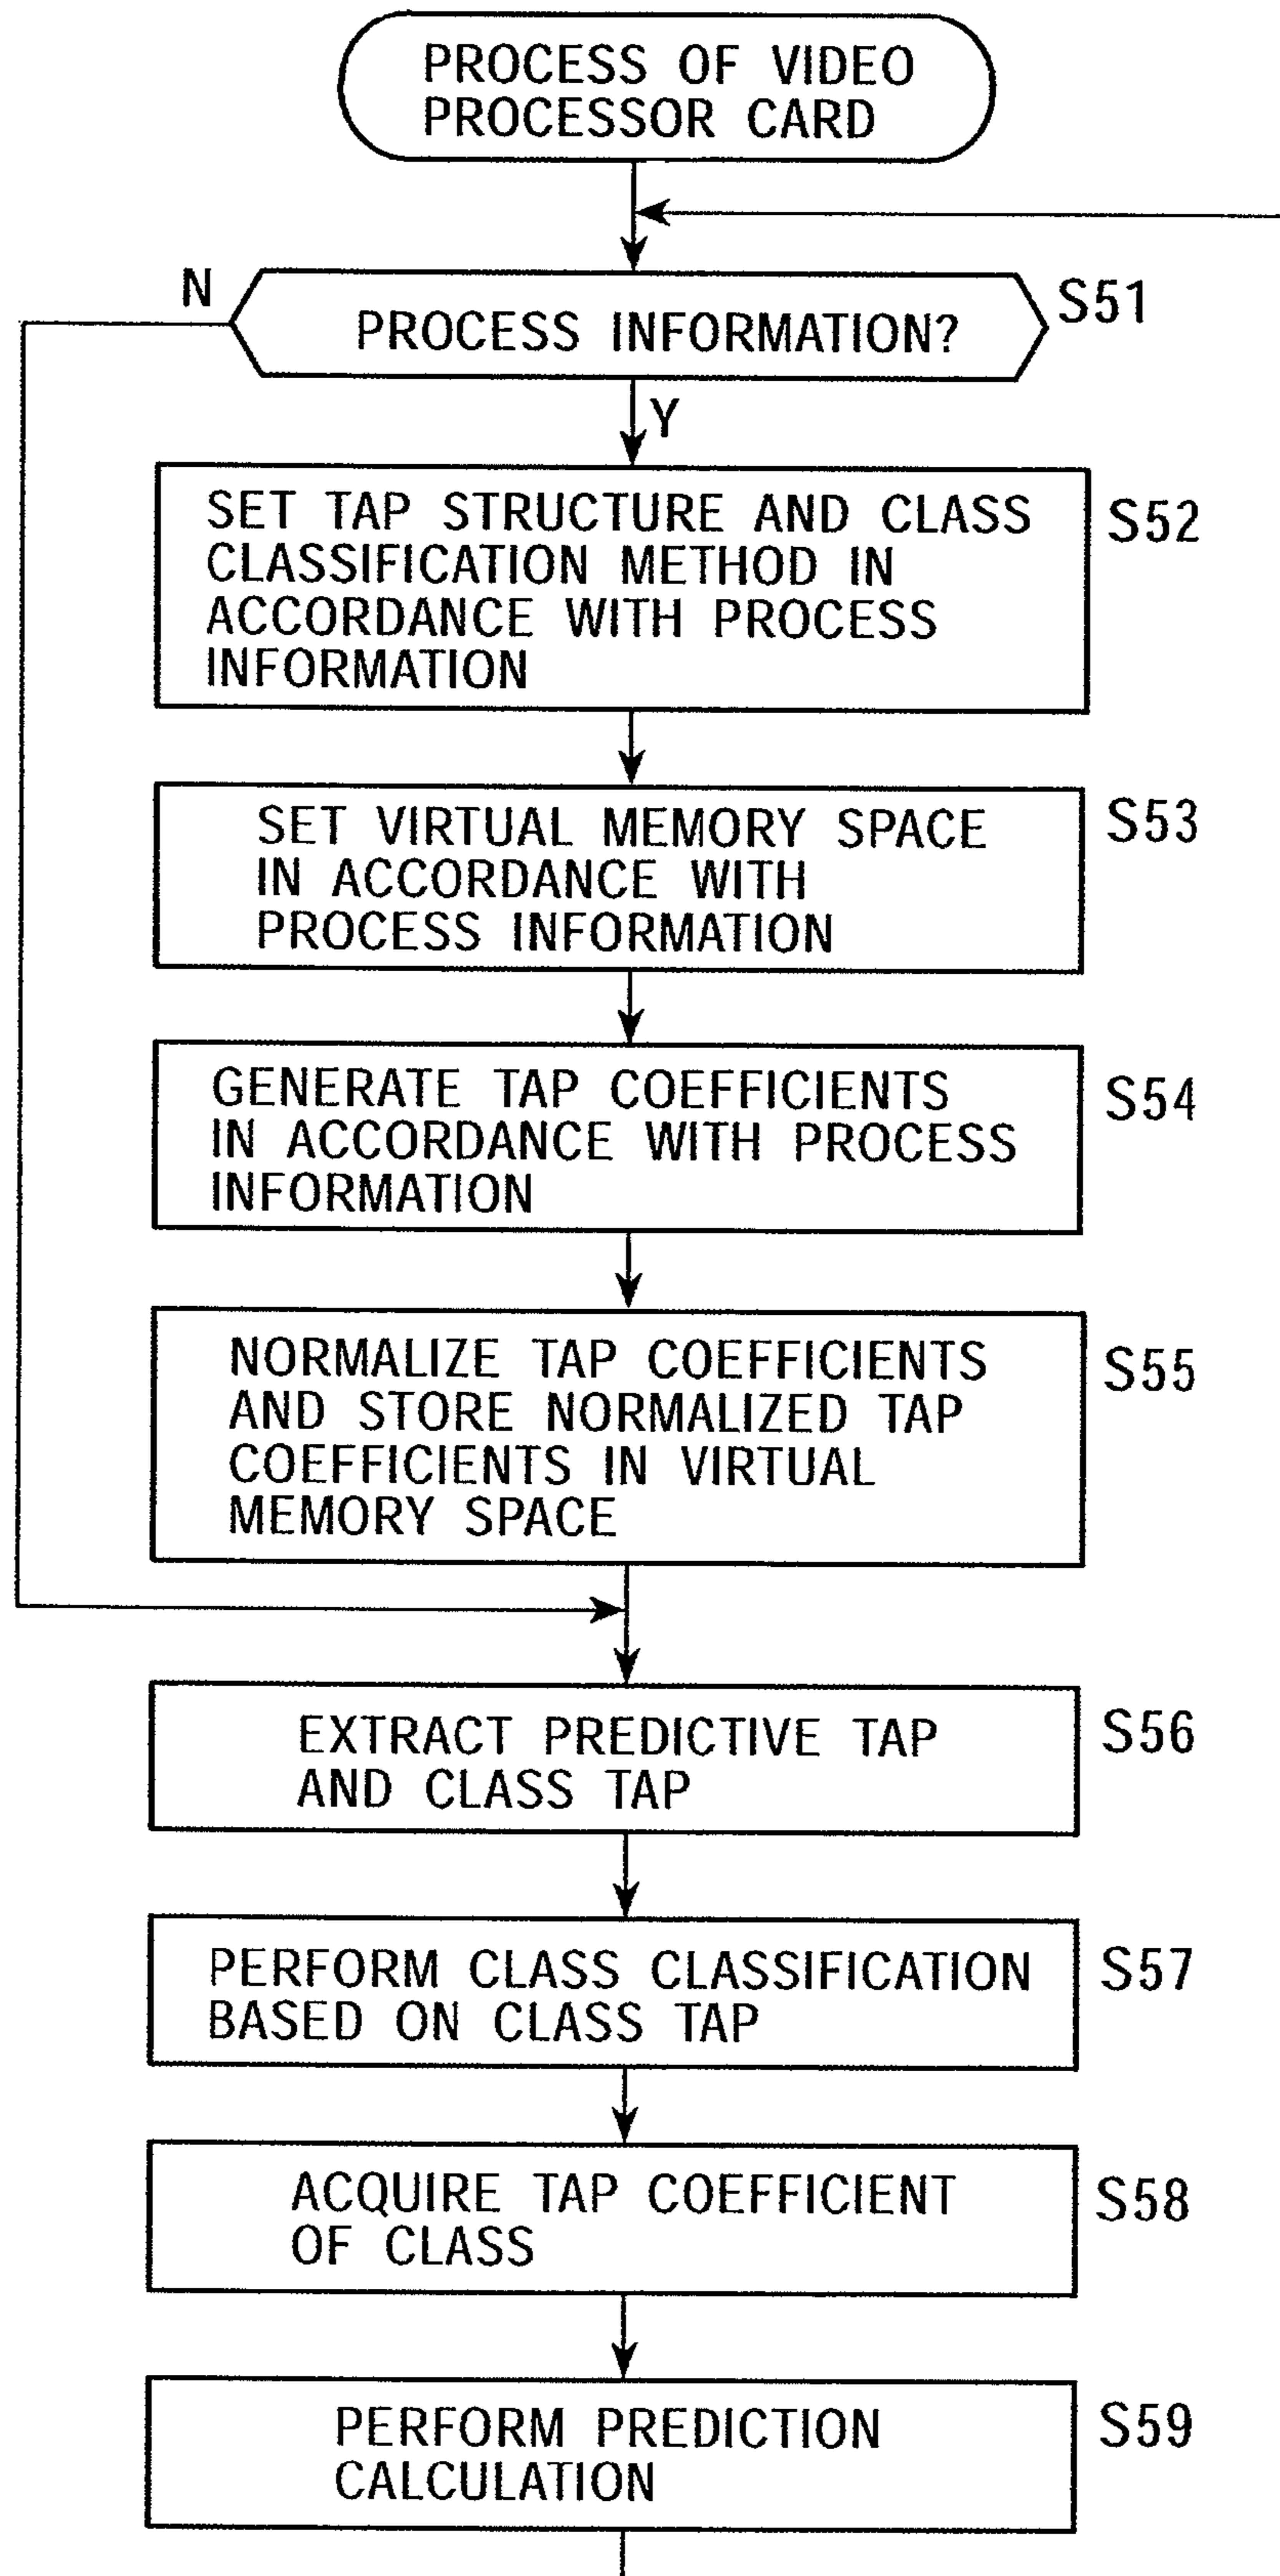 PROCESS OF VIDEO
PROCESSOR CARD
N
PROCESS INFORMATION?
S51
Y
SET TAP STRUCTURE AND CLASS
CLASSIFICATION METHOD IN
ACCORDANCE WITH PROCESS
INFORMATION
S52
SET VIRTUAL MEMORY SPACE
IN ACCORDANCE WITH
PROCESS INFORMATION
S53
GENERATE TAP COEFFICIENTS
IN ACCORDANCE WITH PROCESS
INFORMATION
S54
NORMALIZE TAP COEFFICIENTS
AND STORE NORMALIZED TAP
COEFFICIENTS IN VIRTUAL
MEMORY SPACE
S55
EXTRACT PREDICTIVE TAP
AND CLASS TAP
S56
PERFORM CLASS CLASSIFICATION
BASED ON CLASS TAP
S57
ACQUIRE TAP COEFFICIENT
OF CLASS
S58
PERFORM PREDICTION
CALCULATION
S59